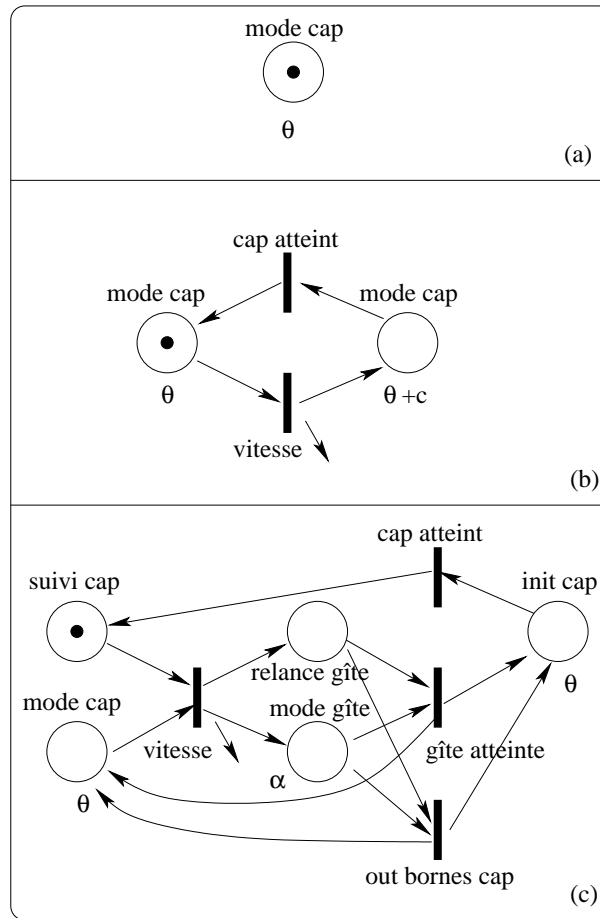 mode cap
θ
(a)
cap atteint
mode cap
mode cap
θ
θ +c
vitesse
(b)
cap atteint
suivi cap
init cap
relance gîte
θ
mode cap
mode gîte
vitesse
gîte atteinte
α
θ
out bornes cap
(c)